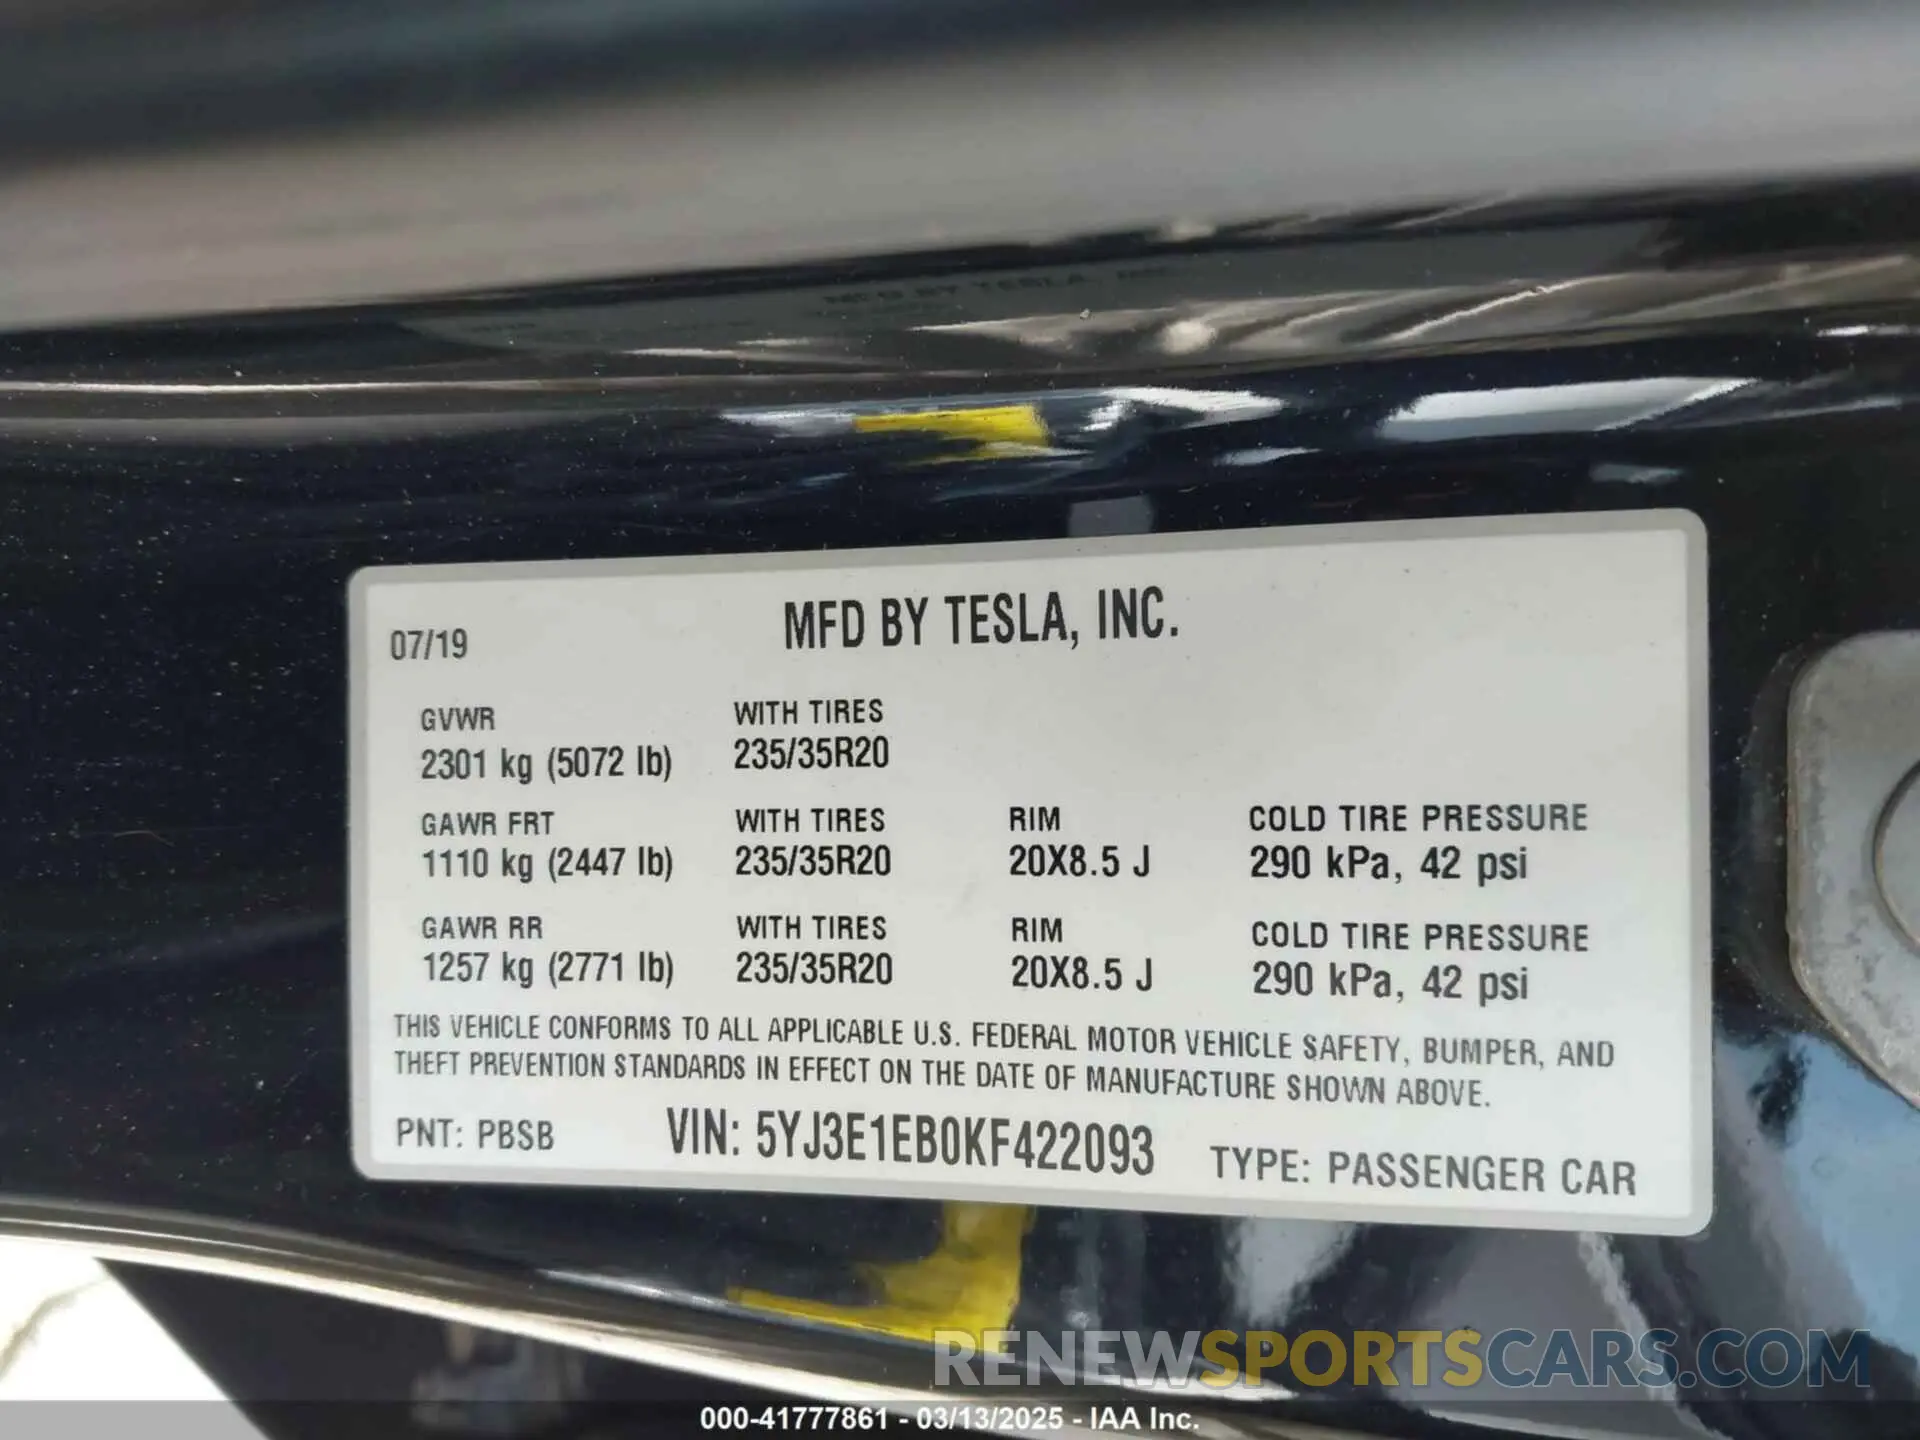 07/19
MFD BY TESLA, INC.
GVWR
2301 kg (5072 lb)
WITH TIRES
235/35R20
GAWR FRT
1110 kg (2447 lb)
WITH TIRES
235/35R20
RIM
20X8.5 J
COLD TIRE PRESSURE
290 kPa, 42 psi
GAWR RR
1257 kg (2771 lb)
WITH TIRES
235/35R20
RIM
20X8.5 J
COLD TIRE PRESSURE
290 kPa, 42 psi
THIS VEHICLE CONFORMS TO ALL APPLICABLE U.S. FEDERAL MOTOR VEHICLE SAFETY, BUMPER, AND
THEFT PREVENTION STANDARDS IN EFFECT ON THE DATE OF MANUFACTURE SHOWN ABOVE.
PNT: PBSB
VIN: 5YJ3E1EB0KF422093
TYPE: PASSENGER CAR
RENEWSPORTSCARS.COM
000-41777861 - 03/13/2025 - IAA Inc.